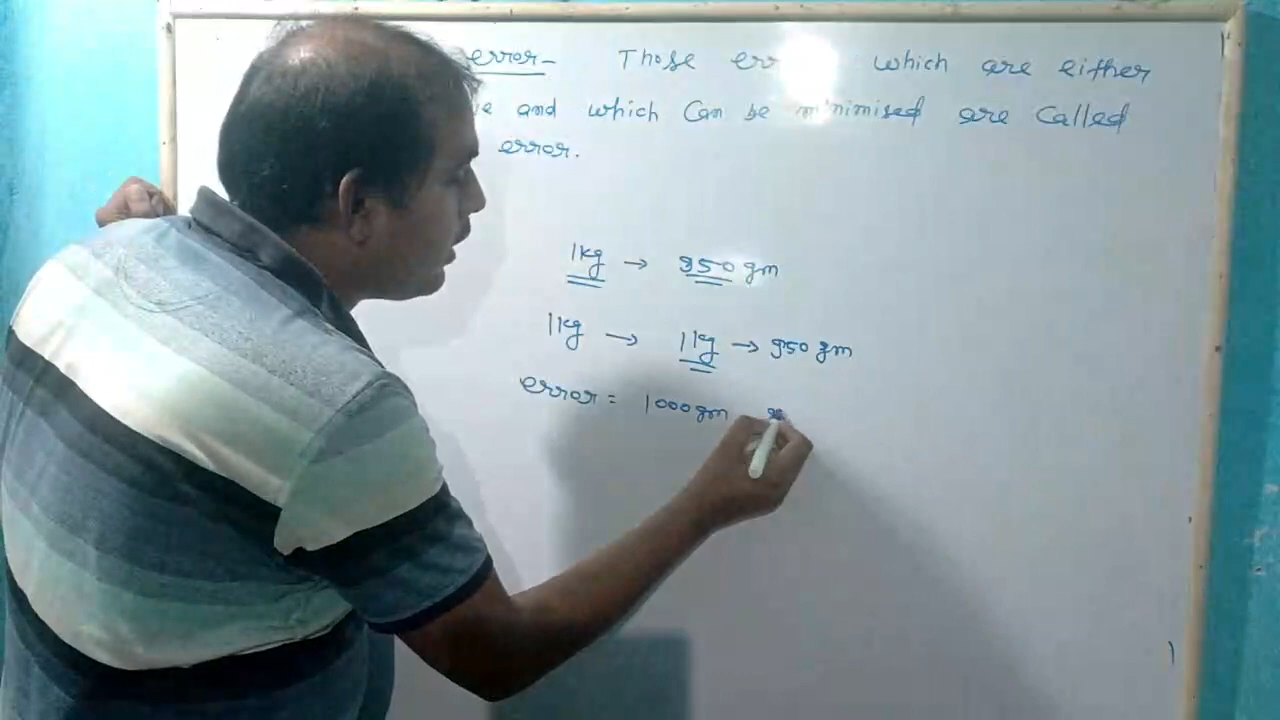 error- Those err which are either
and which can be minimised are called
error.
1kg → 950 gm
1kg → 1kg → 950 gm
error = 1000gm